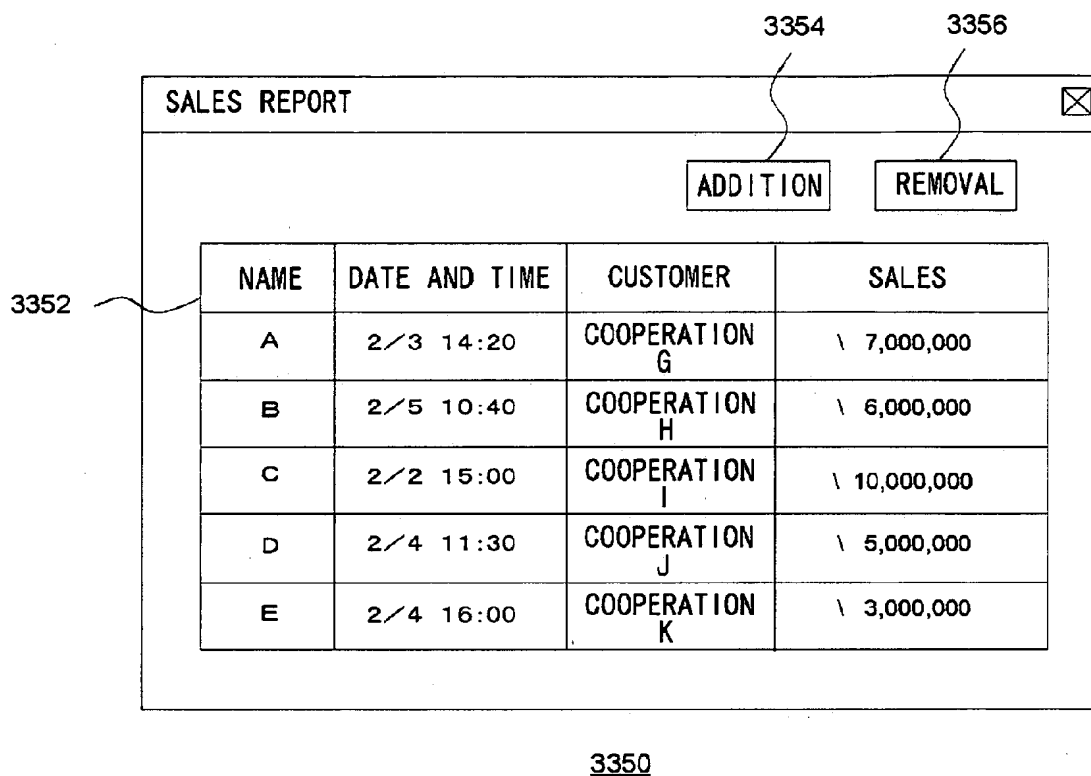 3354 3356
SALES REPORT
ADDITION REMOVAL
3352
NAME DATE AND TIME CUSTOMER SALES
A 2/3 14:20 COOPERATION G \ 7,000,000
B 2/5 10:40 COOPERATION H \ 6,000,000
C 2/2 15:00 COOPERATION I \ 10,000,000
D 2/4 11:30 COOPERATION J \ 5,000,000
E 2/4 16:00 COOPERATION K \ 3,000,000
3350